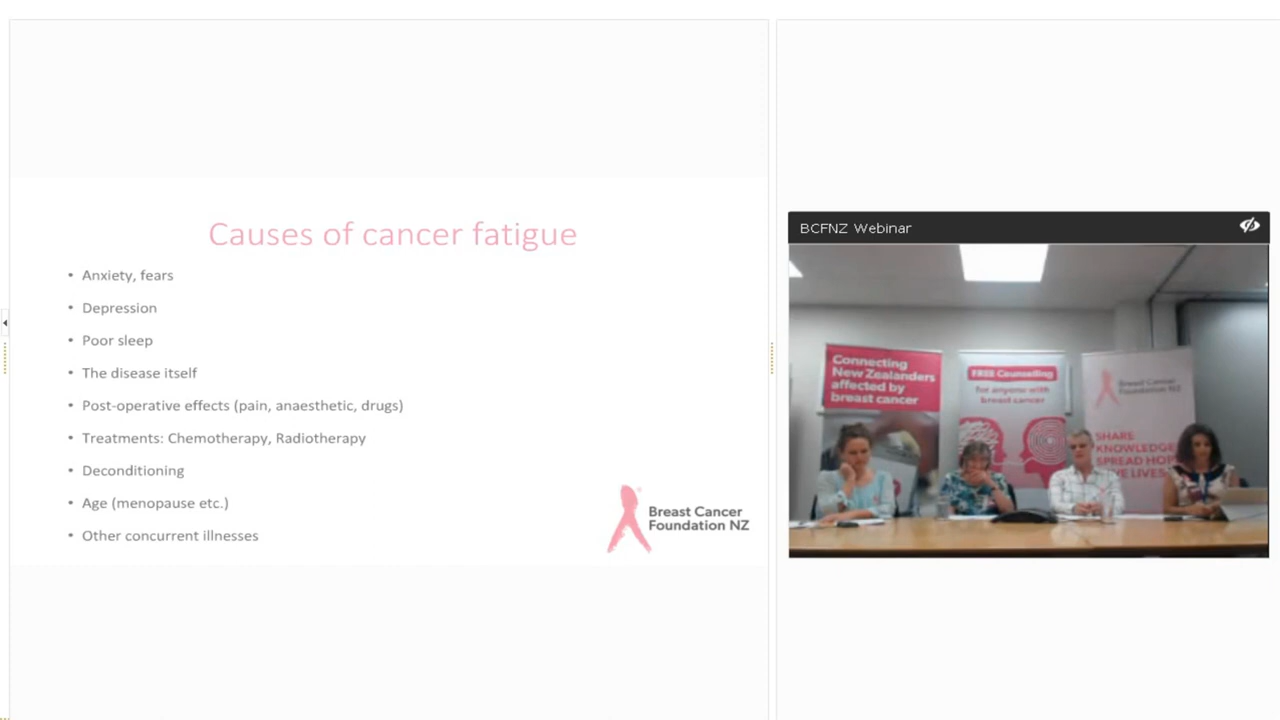 Causes of cancer fatigue
• Anxiety, fears
• Depression
• Poor sleep
• The disease itself
• Post-operative effects (pain, anaesthetic, drugs)
• Treatments: Chemotherapy, Radiotherapy
• Deconditioning
• Age (menopause etc.)
• Other concurrent illnesses
Breast Cancer
Foundation NZ
BCFNZ Webinar
Connecting
New Zealanders
affected by
breast cancer
FREE Counselling
for anyone with
breast cancer
Breast Cancer
Foundation NZ
SHARE
KNOWLEDGE
SPREAD HOP
VE LIVES